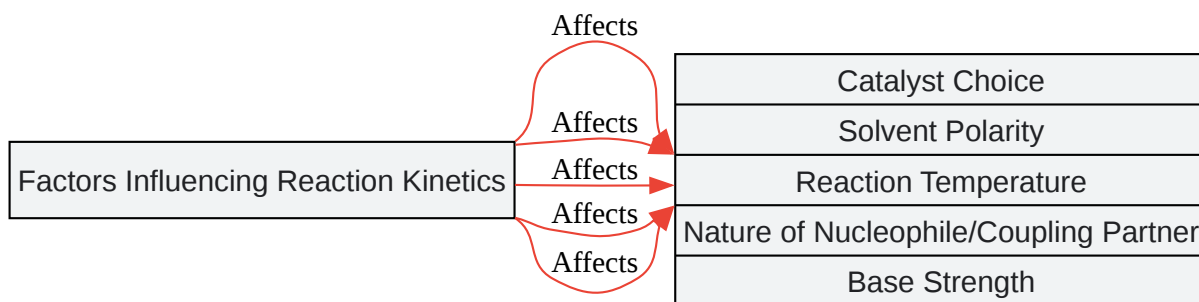 Affects
Affects
Affects
Affects
Affects
Factors Influencing Reaction Kinetics
Catalyst Choice
Solvent Polarity
Reaction Temperature
Nature of Nucleophile/Coupling Partner
Base Strength